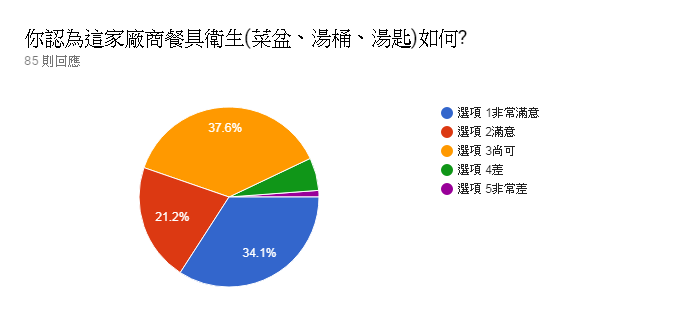 你認為這家廠商餐具衛生(菜盆、湯桶、湯匙)如何?
85 則回應
37.6%
21.2%
34.1%
選項 1非常滿意
選項 2滿意
選項 3尚可
選項 4差
選項 5非常差